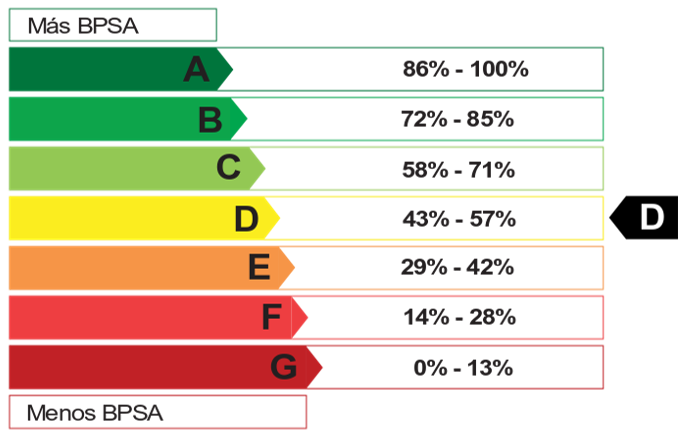 Más BPSA
A 86% - 100%
B 72% - 85%
C 58% - 71%
D 43% - 57% D
E 29% - 42%
F 14% - 28%
G 0% - 13%
Menos BPSA